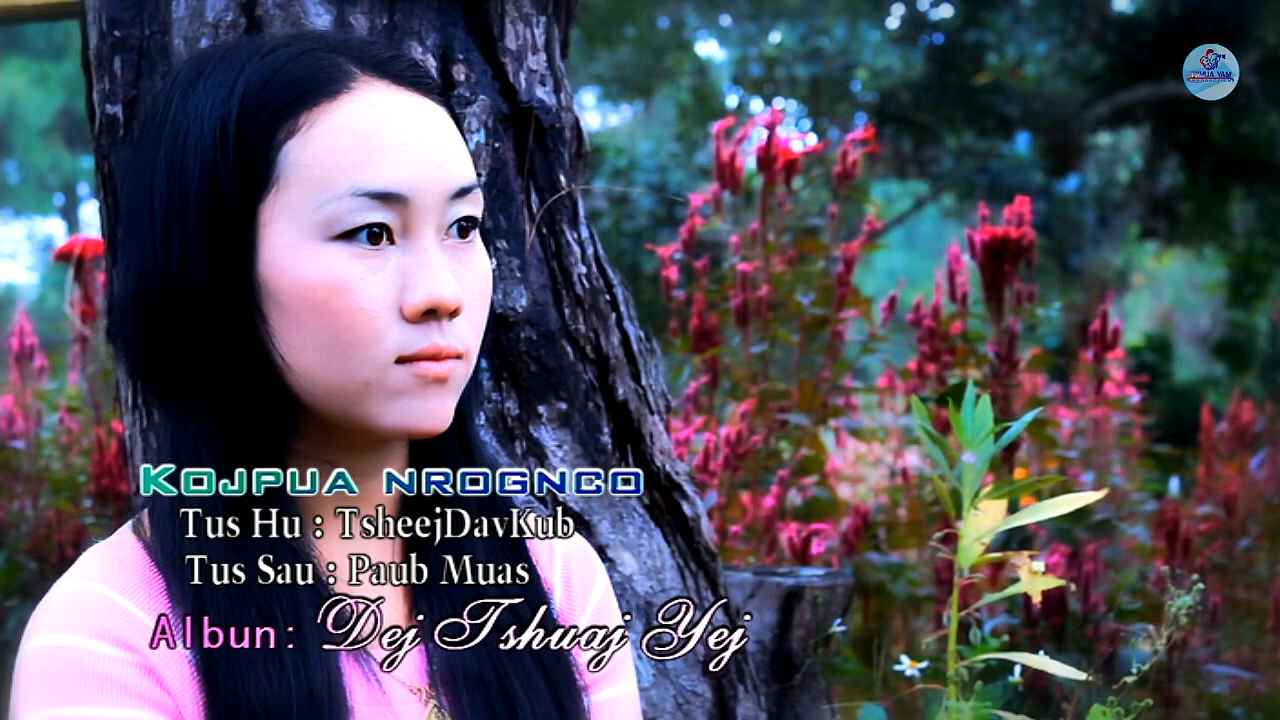 KOJPUA NROGNCO
Tus Hu : TsheejDavKub
Tus Sau : Paub Muas
Albun: Dej Tshuaj Yej